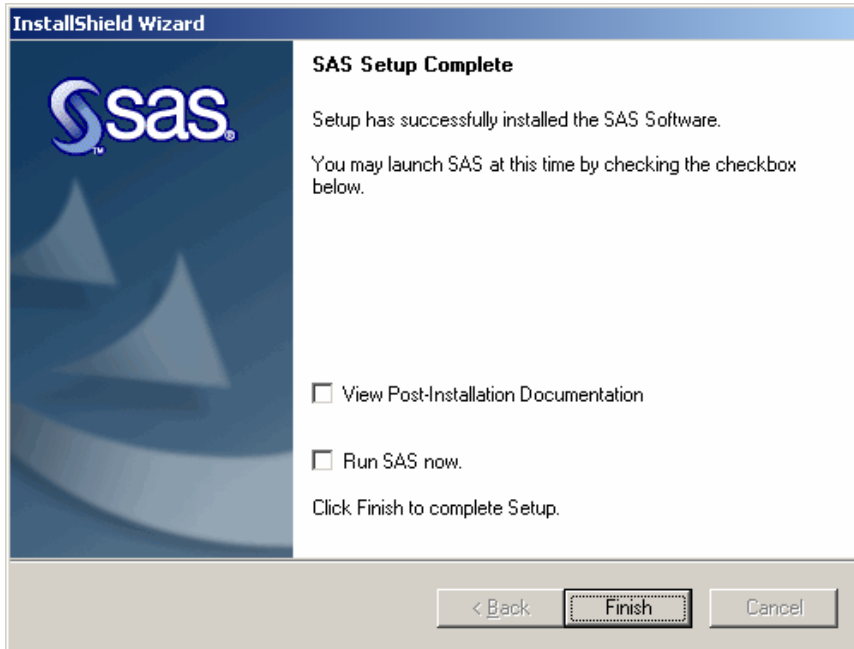 InstallShield Wizard
SAS Setup Complete
sas.
TM
Setup has successfully installed the SAS Software.
You may launch SAS at this time by checking the checkbox
below.
View Post-Installation Documentation
Run SAS now.
Click Finish to complete Setup.
< Back
Finish
Cancel